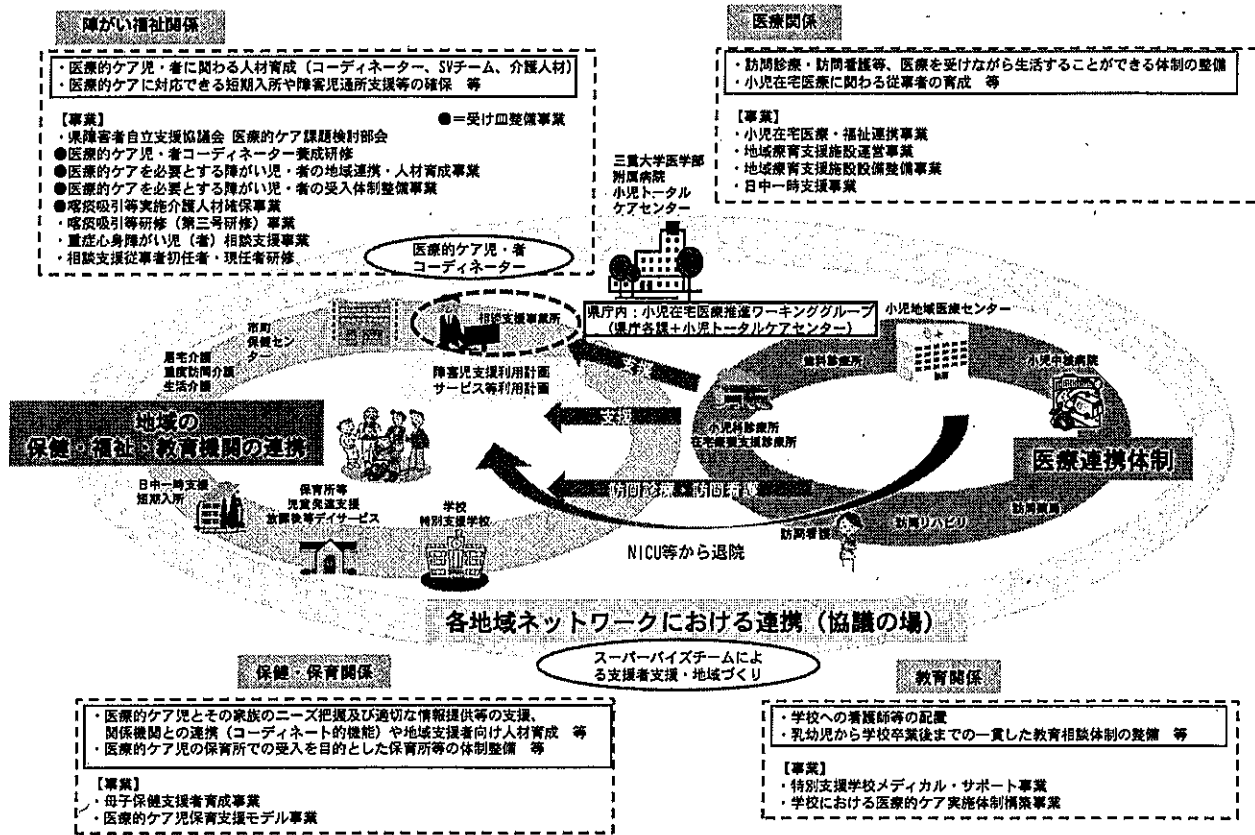 障がい福祉関係
・医療的ケア児・者に関わる人材育成（コーディネーター、SVチーム、介護人材）
・医療的ケアに対応できる短期入所や障害児通所支援等の確保　等
【事業】
●＝受け皿整備事業
・県障害者自立支援協議会 医療的ケア課題検討部会
●医療的ケア児・者コーディネーター養成研修
●医療的ケアを必要とする障がい児・者の地域連携・人材育成事業
●医療的ケアを必要とする障がい児・者の受入体制整備事業
●喀痰吸引等実施介護人材確保事業
・喀痰吸引等研修（第三号研修）事業
・重症心身障がい児（者）相談支援事業
・相談支援従事者初任者・現任者研修
医療関係
・訪問診療・訪問看護等、医療を受けながら生活することができる体制の整備
・小児在宅医療に関わる従事者の育成　等
【事業】
・小児在宅医療・福祉連携事業
・地域療育支援施設運営事業
・地域療育支援施設設備整備事業
・日中一時支援事業
三重大学医学部
附属病院
小児トータル
ケアセンター
医療的ケア児・者
コーディネーター
県庁内：小児在宅医療推進ワーキンググループ
（県庁各課＋小児トータルケアセンター）
市町
保健セン
ター
相談支援事業所
居宅介護
重度訪問介護
生活介護
障害児支援利用計画
サービス等利用計画
小児地域医療センター
歯科診療所
小児中核病院
地域の
保健・福祉・教育機関の連携
支援
小児科診療所
在宅療養支援診療所
医療連携体制
日中一時支援
短期入所
保育所等
児童発達支援
放課後等デイサービス
学校
特別支援学校
訪問診療・訪問看護
訪問看護
訪問リハビリ
訪問薬局
NICU等から退院
各地域ネットワークにおける連携（協議の場）
スーパーバイズチームによ
る支援者支援・地域づくり
保健・保育関係
・医療的ケア児とその家族のニーズ把握及び適切な情報提供等の支援、
関係機関との連携（コーディネート的機能）や地域支援者向け人材育成　等
・医療的ケア児の保育所での受入を目的とした保育所等の体制整備　等
【事業】
・母子保健支援者育成事業
・医療的ケア児保育支援モデル事業
教育関係
・学校への看護師等の配置
・乳幼児から学校卒業後までの一貫した教育相談体制の整備　等
【事業】
・特別支援学校メディカル・サポート事業
・学校における医療的ケア実施体制構築事業